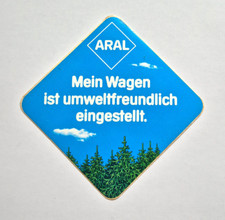 ARAL
Mein Wagen
ist umweltfreundlich
eingestellt.